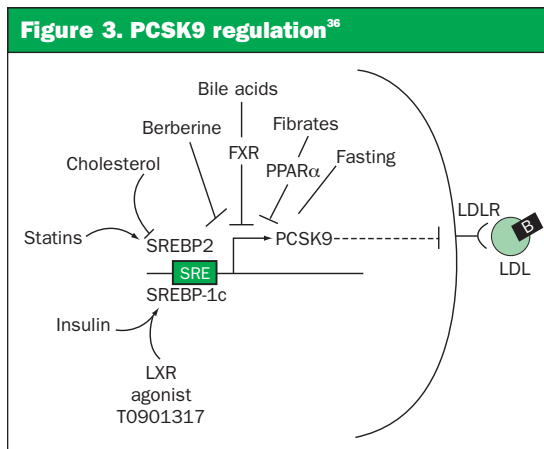 Figure 3. PCSK9 regulation³⁶
Bile acids
Berberine
Fibrates
FXR
Fasting
Cholesterol
PPARα
LDLR
B
Statins
SREBP2
PCSK9
LDL
SRE
SREBP-1c
Insulin
LXR
agonist
T0901317